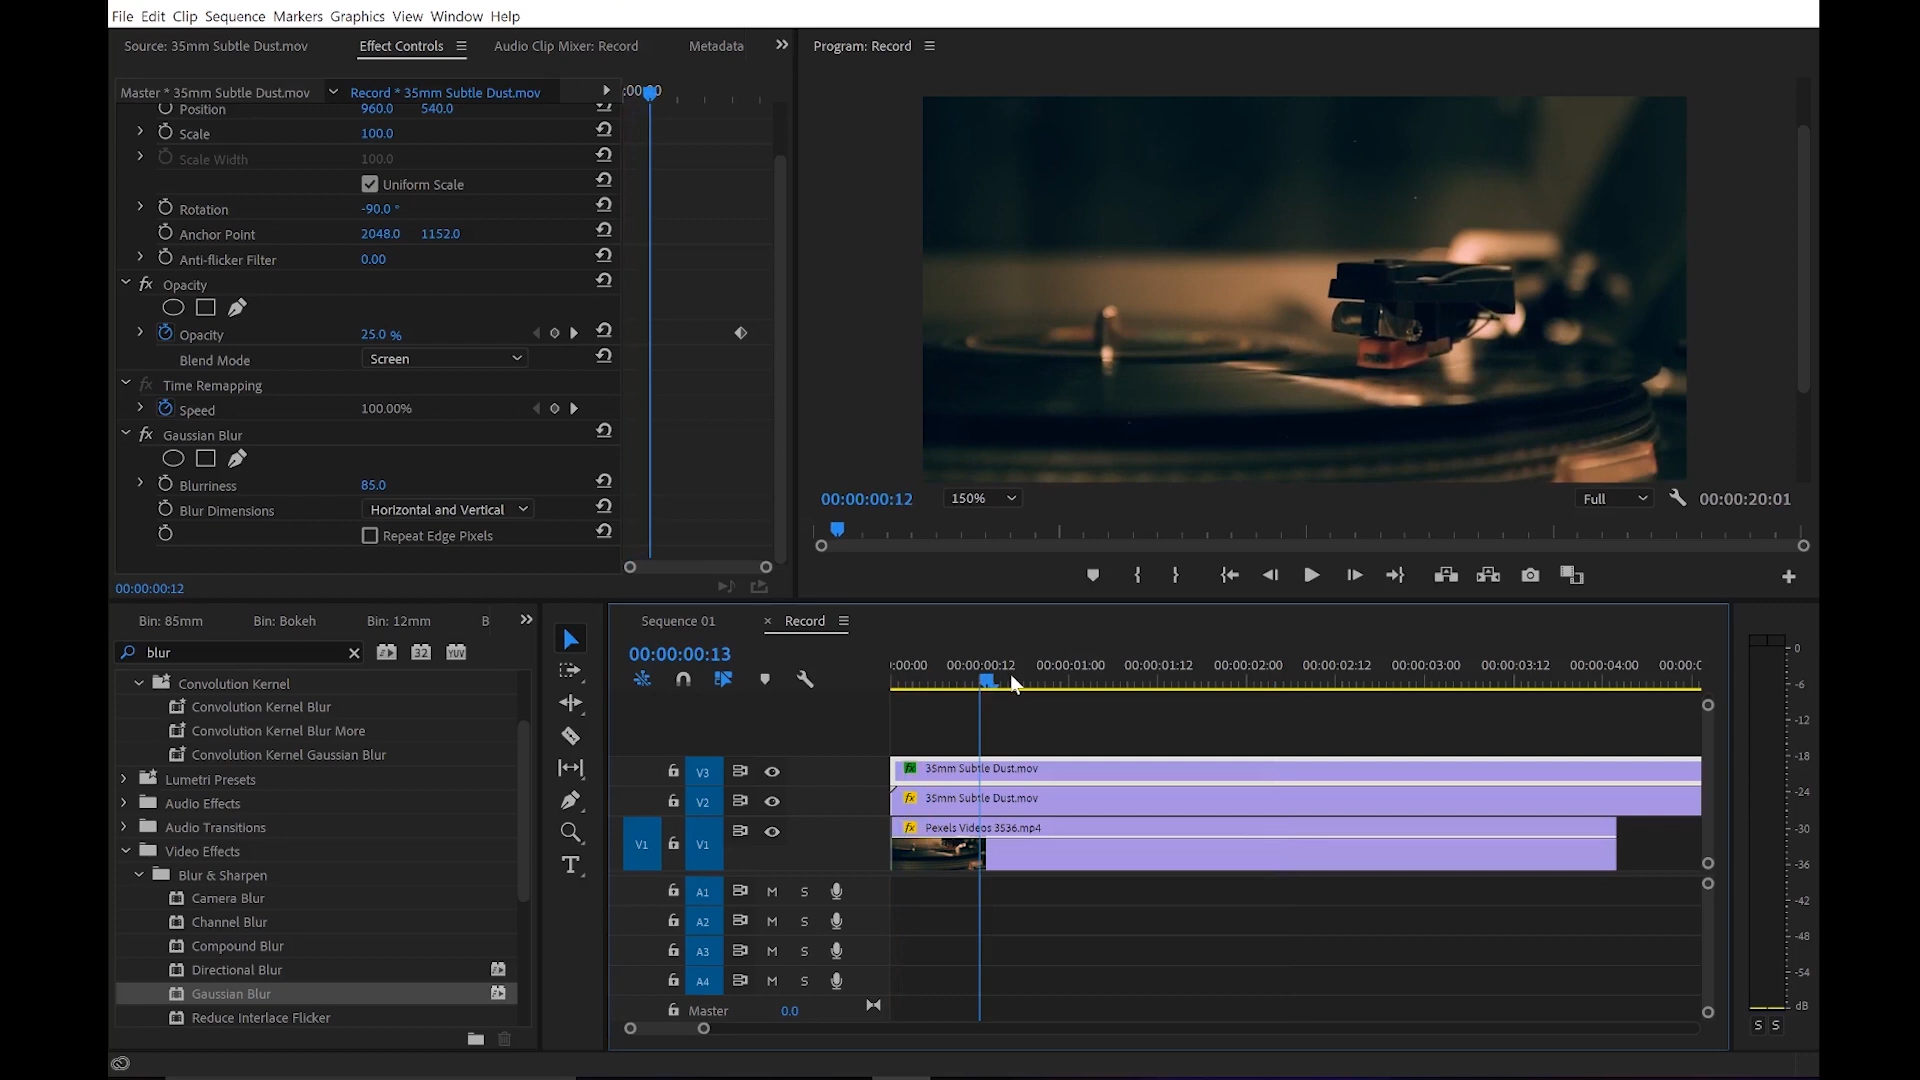 File Edit Clip Sequence Markers Graphics View Window Help
Source: 35mm Subtle Dust.mov Effect Controls Audio Clip Mixer: Record Metadata
Program: Record
Master * 35mm Subtle Dust.mov Record * 35mm Subtle Dust.mov
Position 960.0 540.0
Scale 100.0
Scale Width 100.0
Uniform Scale
Rotation -90.0 °
Anchor Point 2048.0 1152.0
Anti-flicker Filter 0.00
fx Opacity
Opacity 25.0 %
Blend Mode Screen
fx Time Remapping
Speed 100.00%
fx Gaussian Blur
Blurriness 85.0
Blur Dimensions Horizontal and Vertical
Repeat Edge Pixels
00:00:00:12
00:00:00:12 150% Full 00:00:20:01
Bin: 85mm Bin: Bokeh Bin: 12mm B
blur
32 YUV
Convolution Kernel
Convolution Kernel Blur
Convolution Kernel Blur More
Convolution Kernel Gaussian Blur
Lumetri Presets
Audio Effects
Audio Transitions
Video Effects
Blur & Sharpen
Camera Blur
Channel Blur
Compound Blur
Directional Blur
Gaussian Blur
Reduce Interlace Flicker
Sequence 01 × Record
00:00:00:13
:00:00 00:00:00:12 00:00:01:00 00:00:01:12 00:00:02:00 00:00:02:12 00:00:03:00 00:00:03:12 00:00:04:00 00:00:0
V3 fx 35mm Subtle Dust.mov
V2 fx 35mm Subtle Dust.mov
V1 V1 fx Pexels Videos 3536.mp4
A1 M S
A2 M S
A3 M S
A4 M S
Master 0.0
0
-6
-12
-18
-24
-30
-36
-42
-48
-54
dB
S S